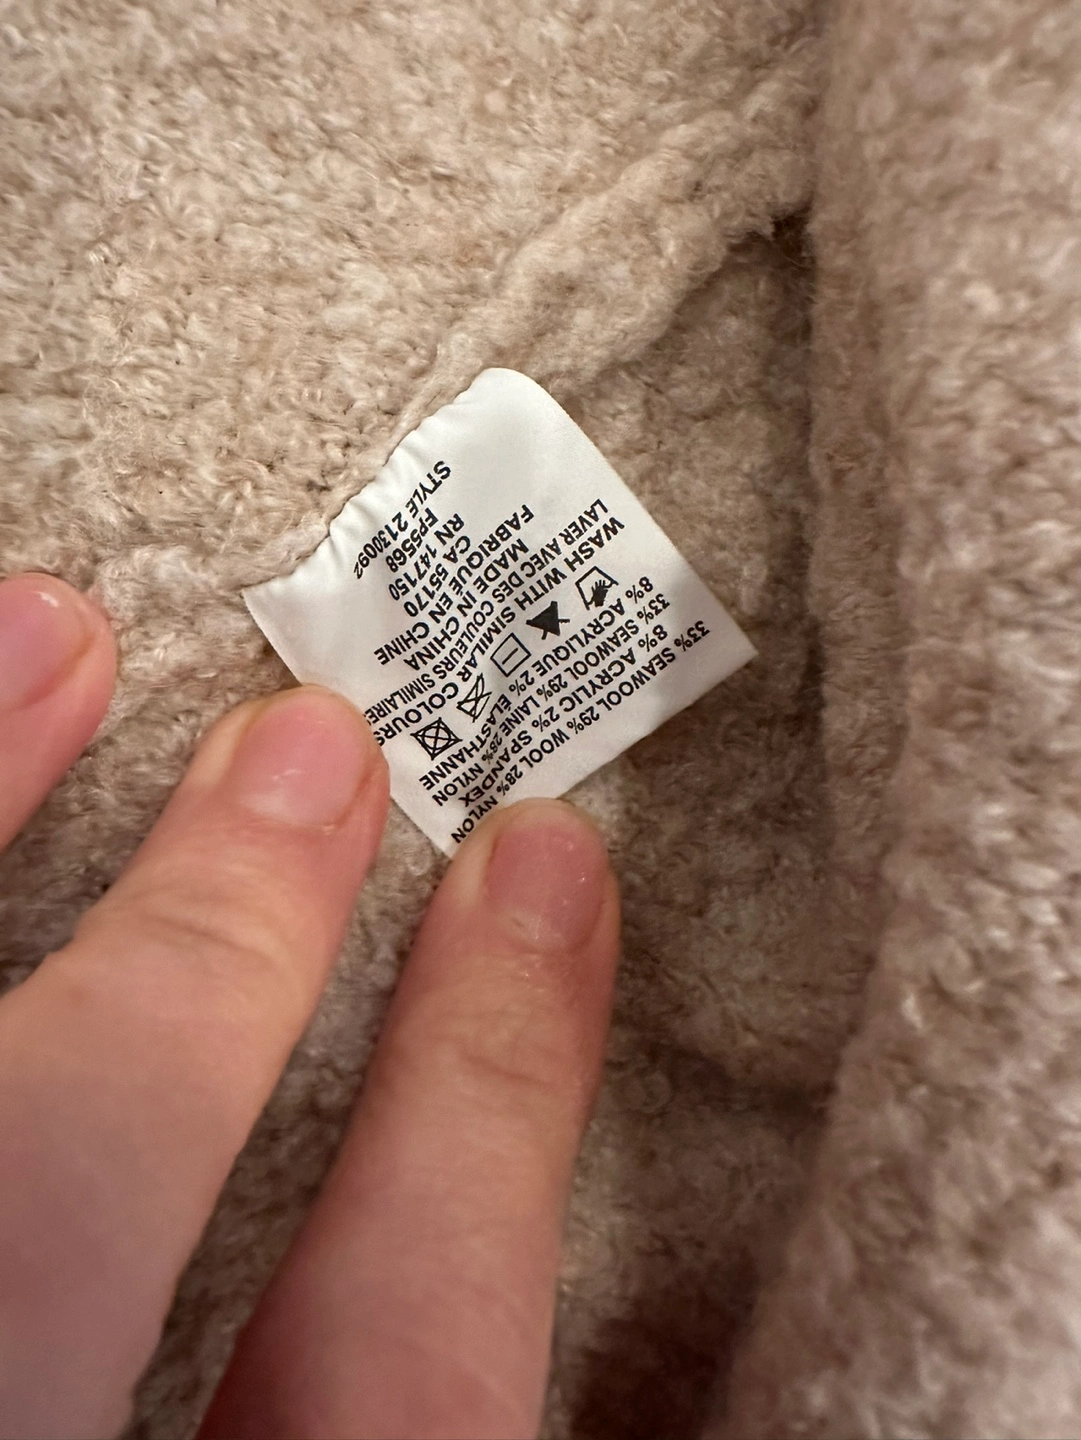 33% SEAWOOL 29% WOOL 28% NYLON
8% ACRYLIC 2% SPANDEX
33% SEAWOOL 29% LAINE 28% NYLON
8% ACRYLIQUE 2% ELASTHANNE
WASH WITH SIMILAR COLOURS
LAVER AVEC DES COULEURS SIMILAIRES
MADE IN CHINA
FABRIQUE EN CHINE
CA 55170
RN 147150
FP5568
STYLE 2130092